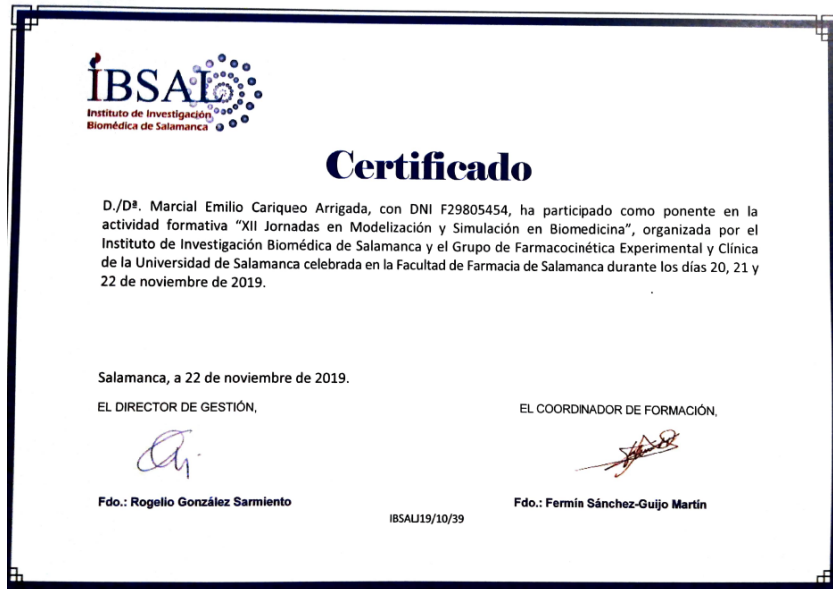 IBSAL
Instituto de Investigación
Biomédica de Salamanca
Certificado
D./Dª. Marcial Emilio Cariqueo Arrigada, con DNI F29805454, ha participado como ponente en la
actividad formativa “XII Jornadas en Modelización y Simulación en Biomedicina”, organizada por el
Instituto de Investigación Biomédica de Salamanca y el Grupo de Farmacocinética Experimental y Clínica
de la Universidad de Salamanca celebrada en la Facultad de Farmacia de Salamanca durante los días 20, 21 y
22 de noviembre de 2019.
Salamanca, a 22 de noviembre de 2019.
EL DIRECTOR DE GESTIÓN,
EL COORDINADOR DE FORMACIÓN,
Fdo.: Rogelio González Sarmiento
Fdo.: Fermín Sánchez-Guijo Martín
IBSALJ19/10/39